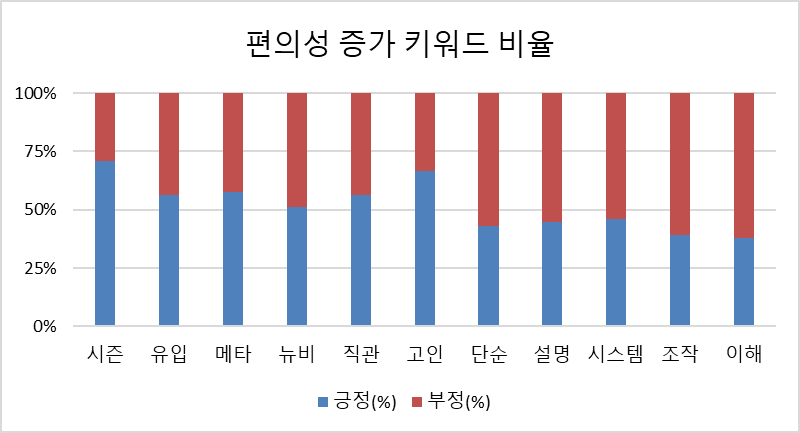 편의성 증가 키워드 비율
100%
75%
50%
25%
0%
시즌 유입 메타 뉴비 직관 고인 단순 설명 시스템 조작 이해
긍정(%) 부정(%)